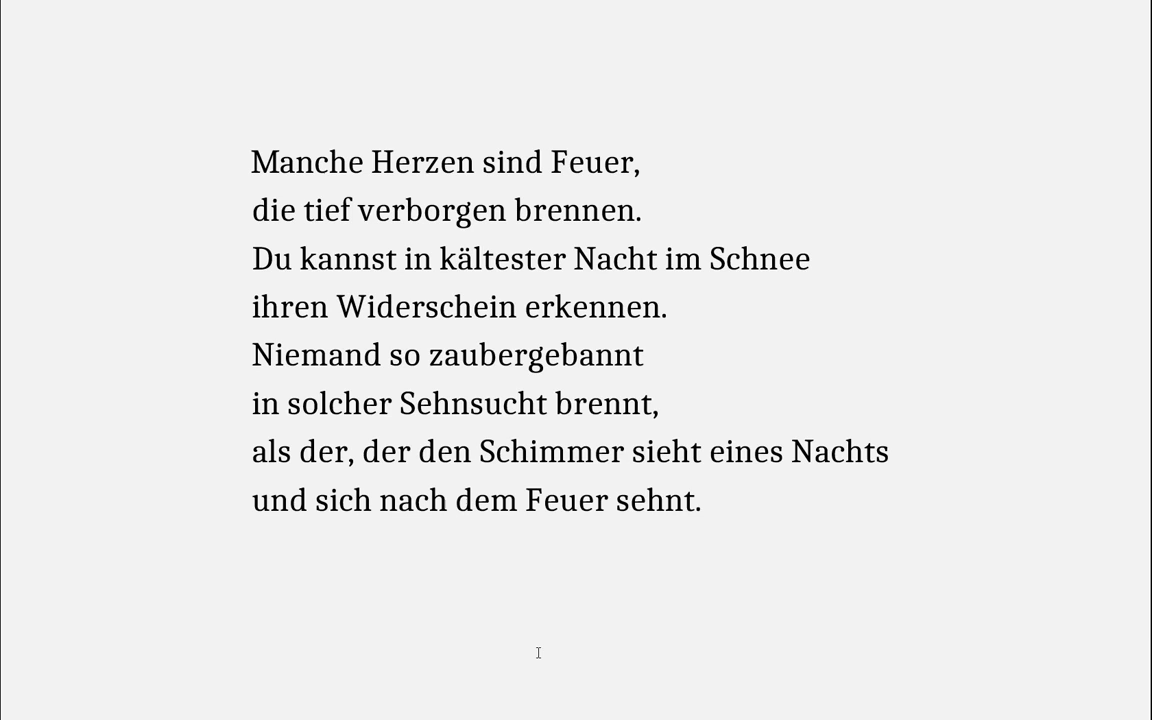 Manche Herzen sind Feuer,
die tief verborgen brennen.
Du kannst in kältester Nacht im Schnee
ihren Widerschein erkennen.
Niemand so zaubergebannt
in solcher Sehnsucht brennt,
als der, der den Schimmer sieht eines Nachts
und sich nach dem Feuer sehnt.